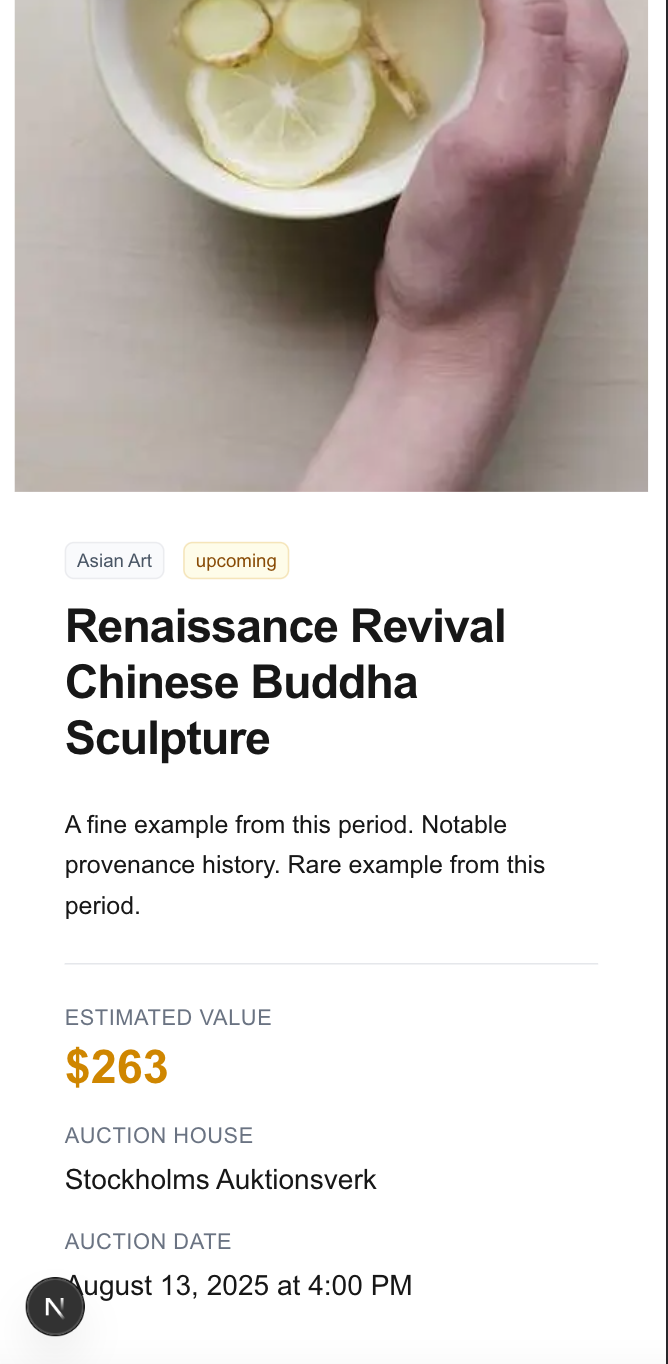 Asian Art
upcoming
Renaissance Revival
Chinese Buddha
Sculpture
A fine example from this period. Notable
provenance history. Rare example from this
period.
ESTIMATED VALUE
$263
AUCTION HOUSE
Stockholms Auktionsverk
AUCTION DATE
August 13, 2025 at 4:00 PM
N